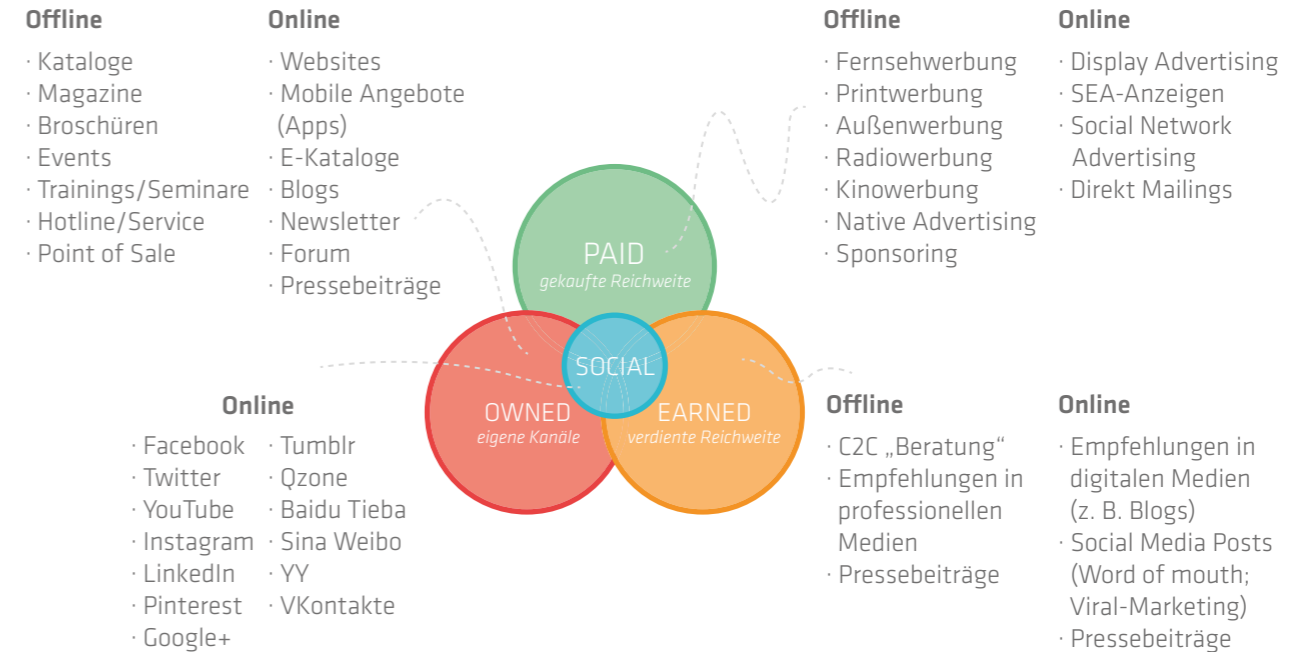 Offline
· Kataloge
· Magazine
· Broschüren
· Events
· Trainings/Seminare
· Hotline/Service
· Point of Sale
Online
· Websites
· Mobile Angebote
(Apps)
· E-Kataloge
· Blogs
· Newsletter
· Forum
· Pressebeiträge
Offline
· Fernsehwerbung
· Printwerbung
· Außenwerbung
· Radiowerbung
· Kinowerbung
· Native Advertising
· Sponsoring
Online
· Display Advertising
· SEA-Anzeigen
· Social Network
Advertising
· Direkt Mailings
PAID
gekaufte Reichweite
SOCIAL
OWNED
eigene Kanäle
EARNED
verdiente Reichweite
Online
· Facebook
· Twitter
· YouTube
· Instagram
· LinkedIn
· Pinterest
· Google+
· Tumblr
· Qzone
· Baidu Tieba
· Sina Weibo
· YY
· VKontakte
Offline
· C2C „Beratung“
· Empfehlungen in
professionellen
Medien
· Pressebeiträge
Online
· Empfehlungen in
digitalen Medien
(z. B. Blogs)
· Social Media Posts
(Word of mouth;
Viral-Marketing)
· Pressebeiträge